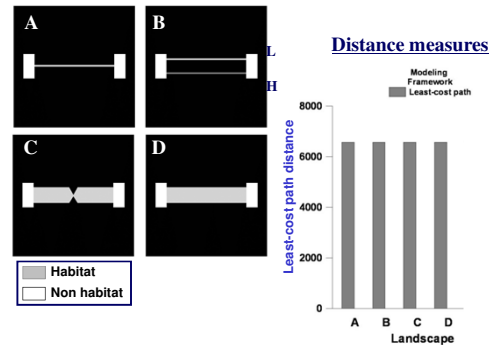 A
B
L
H
C
D
Habitat
Non habitat
Distance measures
Modeling
Framework
Least-cost path
Least-cost path distance
8000
6000
4000
2000
0
A B C D
Landscape